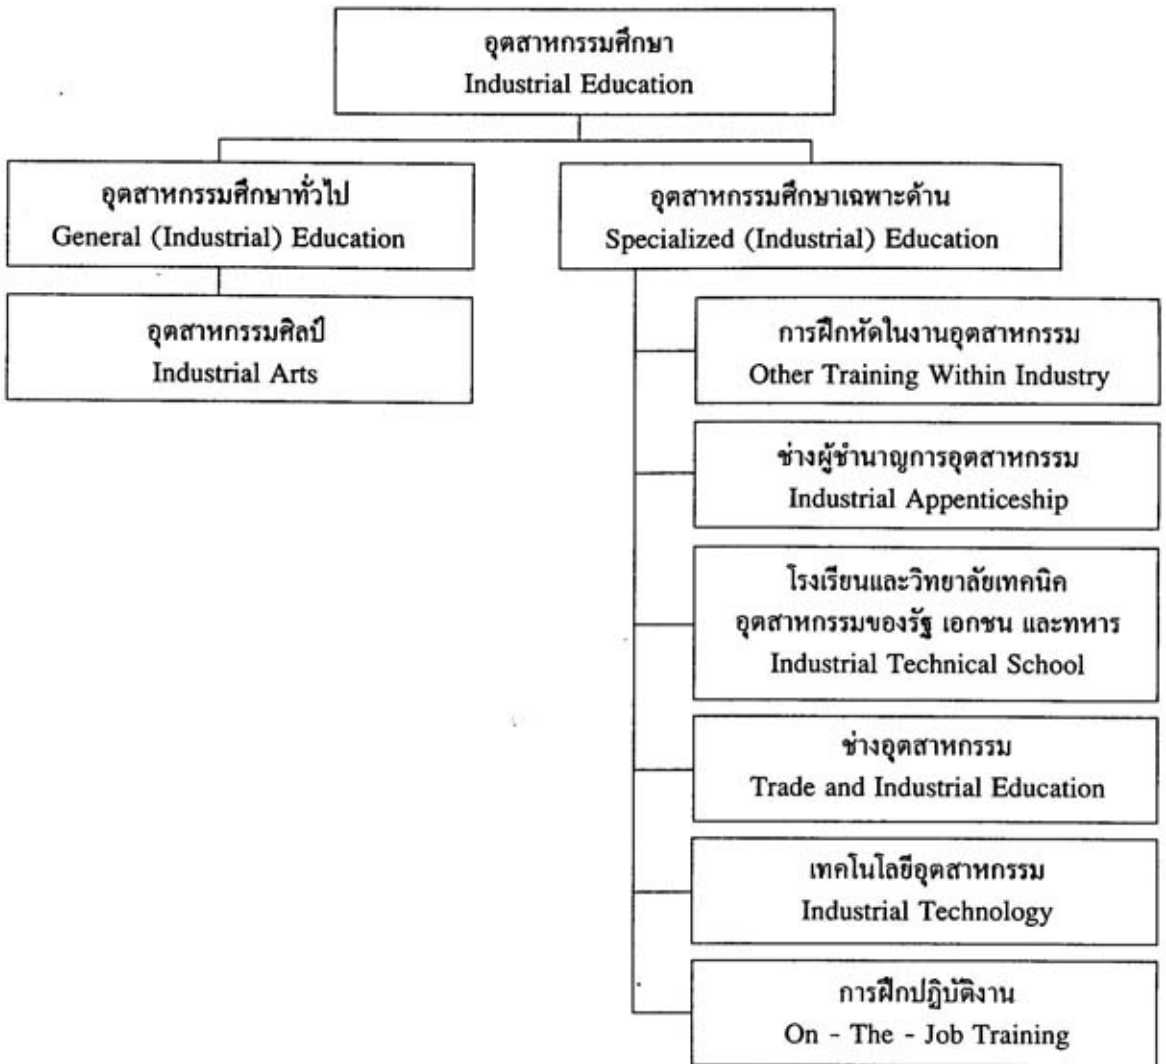 อุตสาหกรรมศึกษา
Industrial Education
อุตสาหกรรมศึกษาทั่วไป
General (Industrial) Education
อุตสาหกรรมศิลป์
Industrial Arts
อุตสาหกรรมศึกษาเฉพาะด้าน
Specialized (Industrial) Education
การฝึกหัดในงานอุตสาหกรรม
Other Training Within Industry
ช่างผู้ชำนาญการอุตสาหกรรม
Industrial Appenticeship
โรงเรียนและวิทยาลัยเทคนิค
อุตสาหกรรมของรัฐ เอกชน และทหาร
Industrial Technical School
ช่างอุตสาหกรรม
Trade and Industrial Education
เทคโนโลยีอุตสาหกรรม
Industrial Technology
การฝึกปฏิบัติงาน
On - The - Job Training